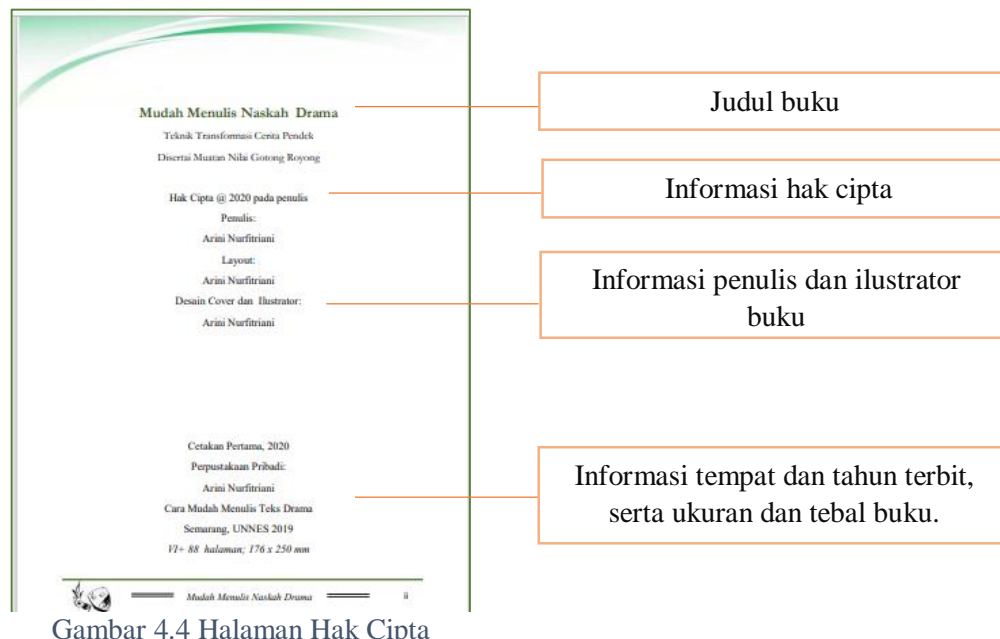 Mudah Menulis Naskah Drama
Teknik Transformasi Cerita Pendek
Disertai Muatan Nilai Gotong Royong
Hak Cipta @ 2020 pada penulis
Penulis:
Arini Nurfitriani
Layout:
Arini Nurfitriani
Desain Cover dan Ilustrator:
Arini Nurfitriani
Cetakan Pertama, 2020
Perpustakaan Pribadi:
Arini Nurfitriani
Cara Mudah Menulis Teks Drama
Semarang, UNNES 2019
VI+ 88 halaman; 176 x 250 mm
Mudah Menulis Naskah Drama ii
Judul buku
Informasi hak cipta
Informasi penulis dan ilustrator
buku
Informasi tempat dan tahun terbit,
serta ukuran dan tebal buku.
Gambar 4.4 Halaman Hak Cipta